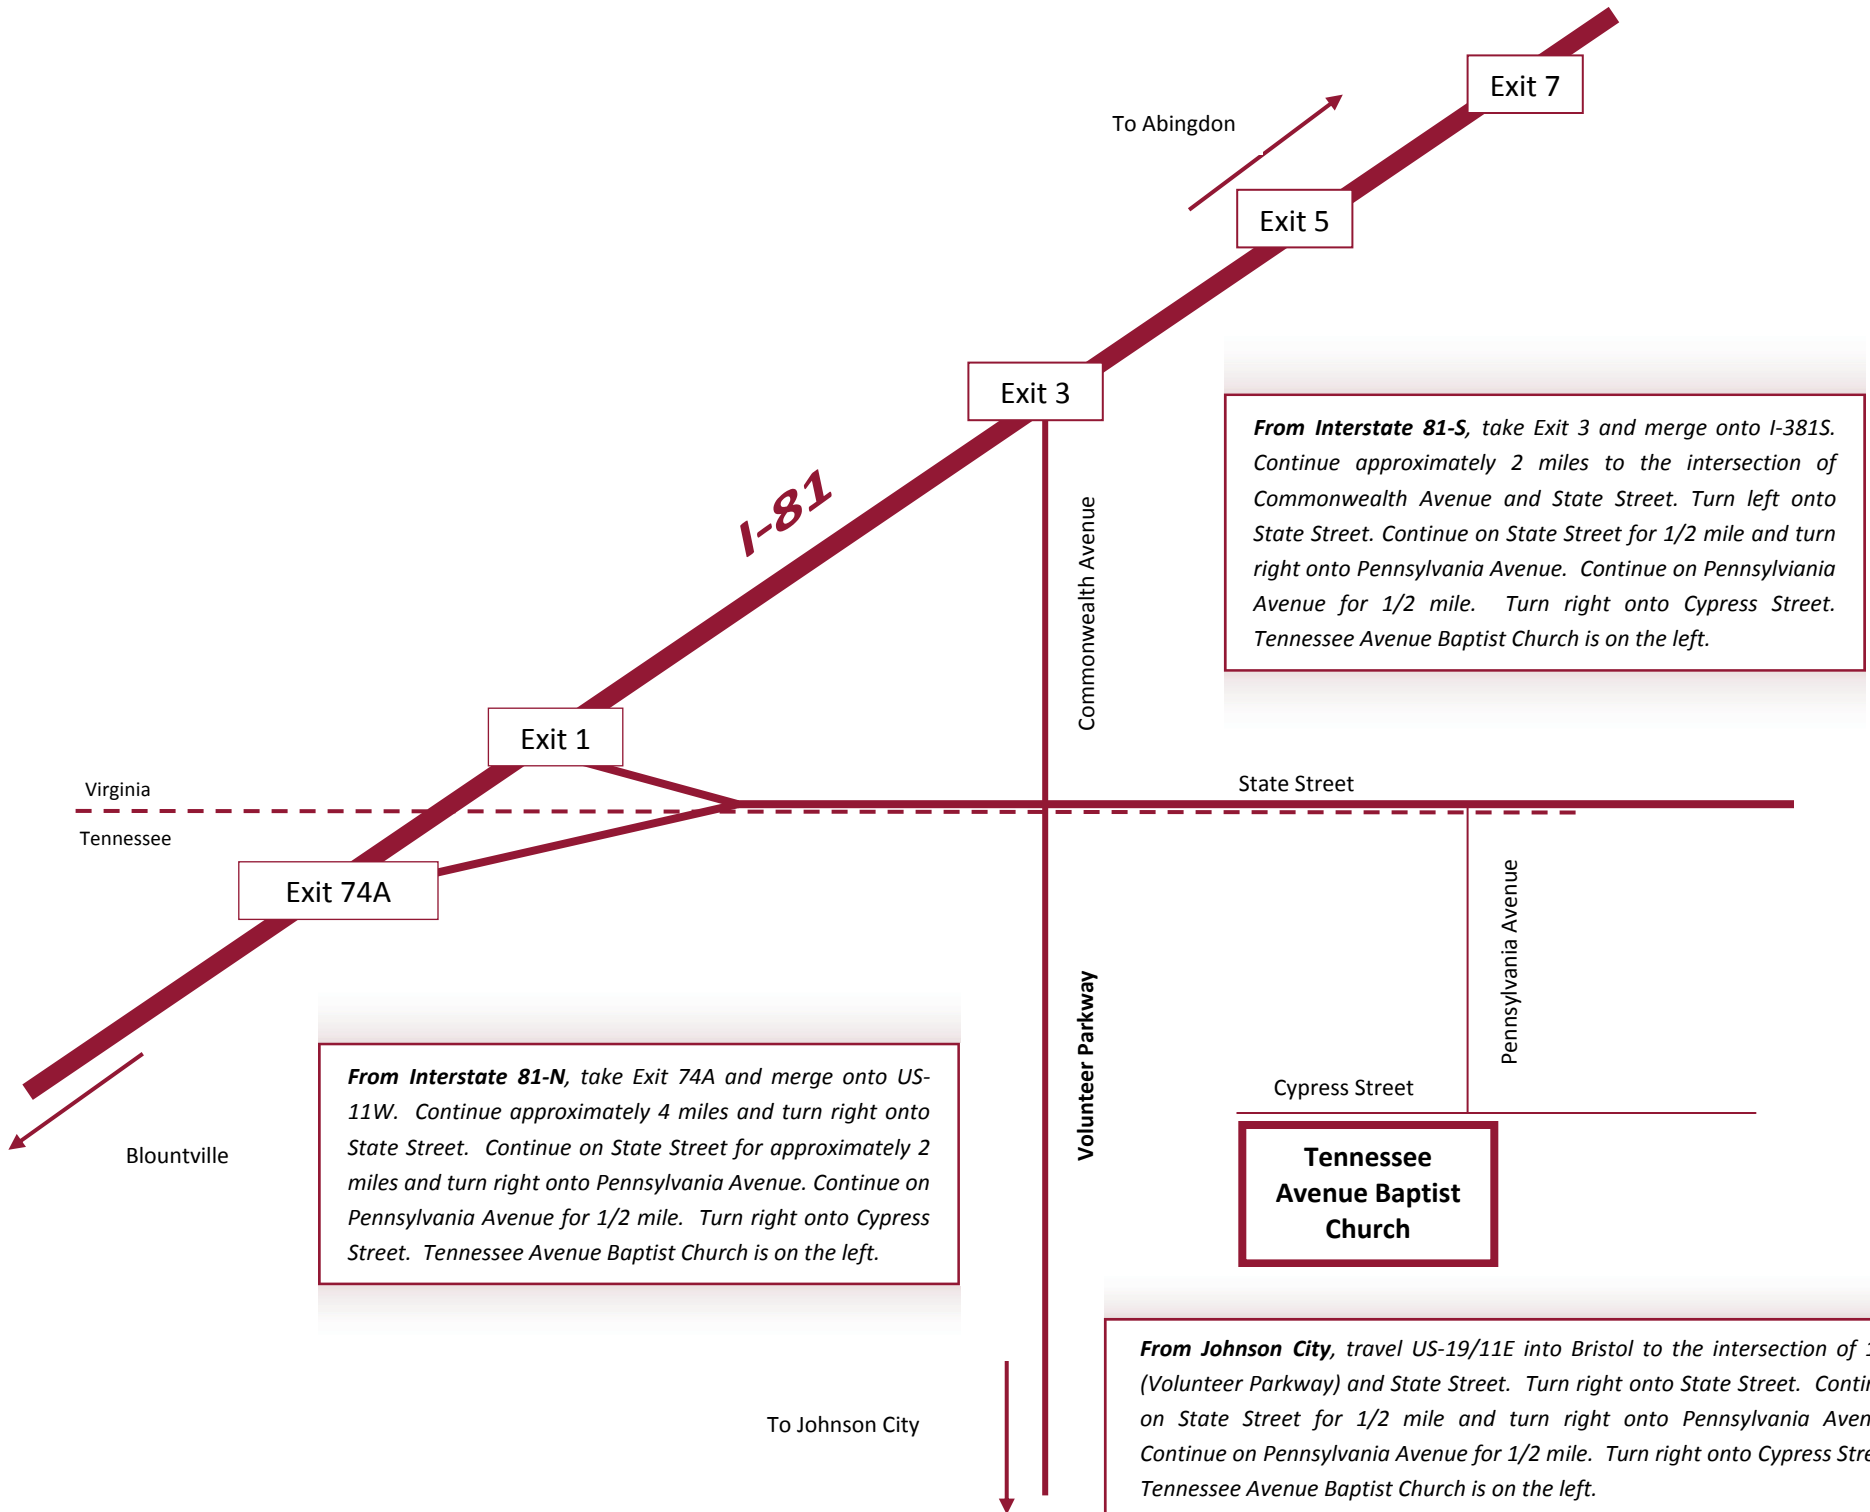 Exit 7
To Abingdon
Exit 5
Exit 3
From Interstate 81-S, take Exit 3 and merge onto I-381S.
Continue approximately 2 miles to the intersection of
Commonwealth Avenue and State Street. Turn left onto
State Street. Continue on State Street for 1/2 mile and turn
right onto Pennsylvania Avenue. Continue on Pennsylviania
Avenue for 1/2 mile. Turn right onto Cypress Street.
Tennessee Avenue Baptist Church is on the left.
I-81
Commonwealth Avenue
Exit 1
Virginia
State Street
Tennessee
Exit 74A
Pennsylvania Avenue
Volunteer Parkway
From Interstate 81-N, take Exit 74A and merge onto US-
11W. Continue approximately 4 miles and turn right onto
State Street. Continue on State Street for approximately 2
miles and turn right onto Pennsylvania Avenue. Continue on
Pennsylvania Avenue for 1/2 mile. Turn right onto Cypress
Street. Tennessee Avenue Baptist Church is on the left.
Blountville
Cypress Street
Tennessee
Avenue Baptist
Church
To Johnson City
From Johnson City, travel US-19/11E into Bristol to the intersection of
(Volunteer Parkway) and State Street. Turn right onto State Street.
on State Street for 1/2 mile and turn right onto Pennsylvania
Continue on Pennsylvania Avenue for 1/2 mile. Turn right onto Cypress
Tennessee Avenue Baptist Church is on the left.